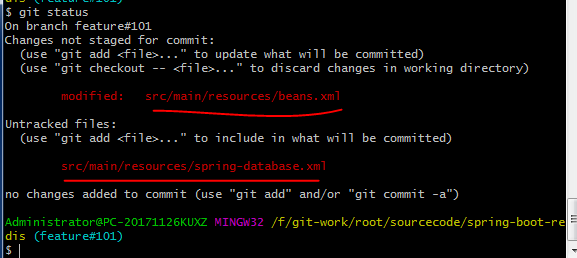 dis (feature#101)
$ git status
On branch feature#101
Changes not staged for commit:
(use "git add <file>..." to update what will be committed)
(use "git checkout -- <file>..." to discard changes in working directory)
modified: src/main/resources/beans.xml
Untracked files:
(use "git add <file>..." to include in what will be committed)
src/main/resources/spring-database.xml
no changes added to commit (use "git add" and/or "git commit -a")
Administrator@PC-20171126KUXZ MINGW32 /f/git-work/root/sourcecode/spring-boot-re
dis (feature#101)
$